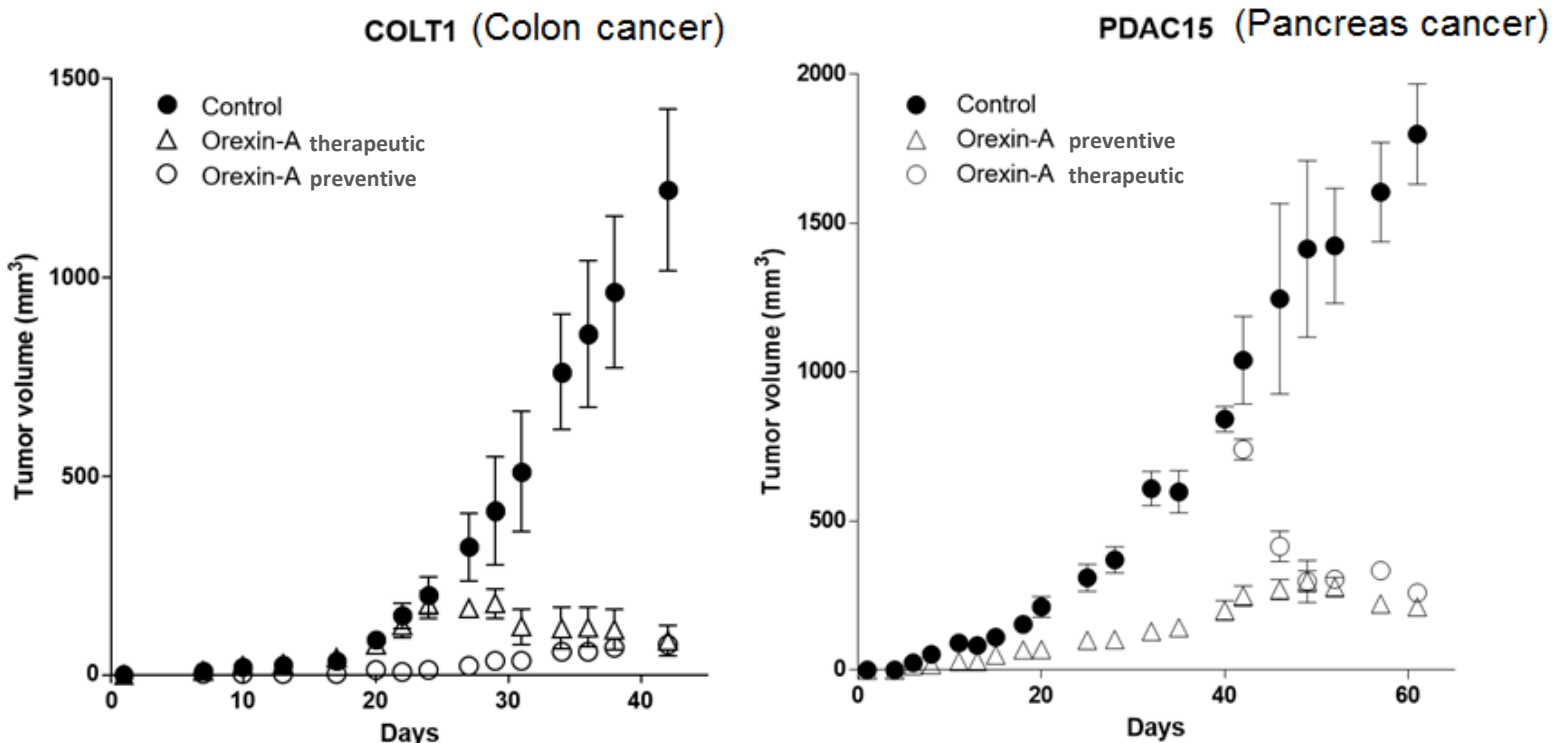 COLT1 (Colon cancer)
1500
1000
500
0
Control
Orexin-A therapeutic
Orexin-A preventive
Tumor volume (mm³)
0 10 20 30 40
Days
PDAC15 (Pancreas cancer)
2000
1500
1000
500
0
Control
Orexin-A preventive
Orexin-A therapeutic
Tumor volume (mm³)
0 20 40 60
Days